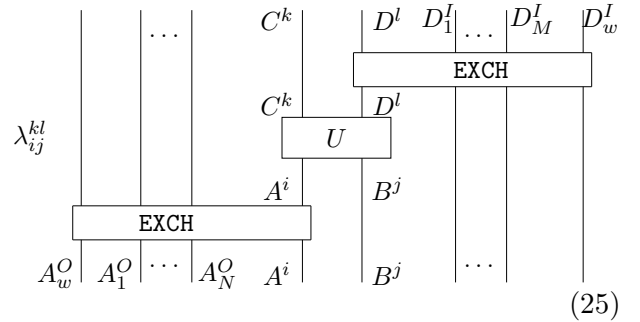 ... C^k D^l D_1^I ... D_M^I D_w^I
EXCH
C^k D^l
λ_{ij}^{kl} U
A^i B^j
EXCH
A_w^O A_1^O ... A_N^O A^i B^j ...
(25)